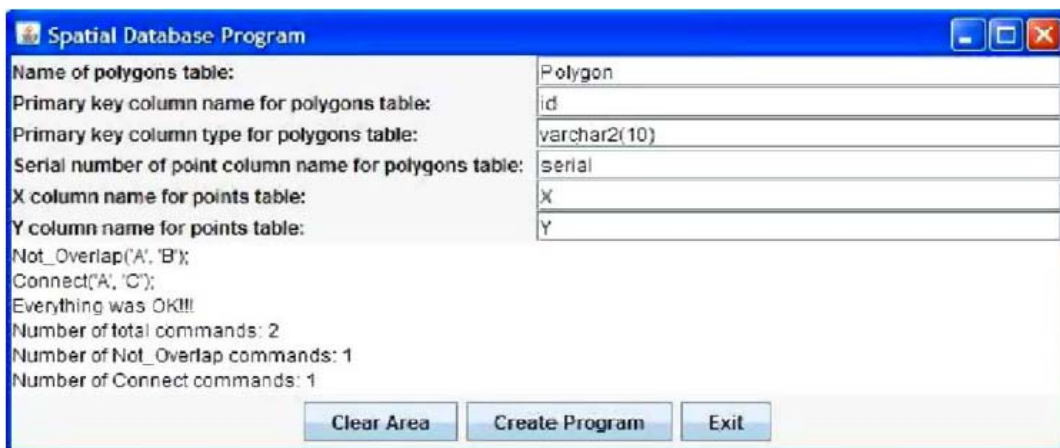 Spatial Database Program
Name of polygons table: Polygon
Primary key column name for polygons table: id
Primary key column type for polygons table: varchar2(10)
Serial number of point column name for polygons table: serial
X column name for points table: X
Y column name for points table: Y
Not_Overlap('A', 'B');
Connect('A', 'C');
Everything was OK!!!
Number of total commands: 2
Number of Not_Overlap commands: 1
Number of Connect commands: 1
Clear Area Create Program Exit